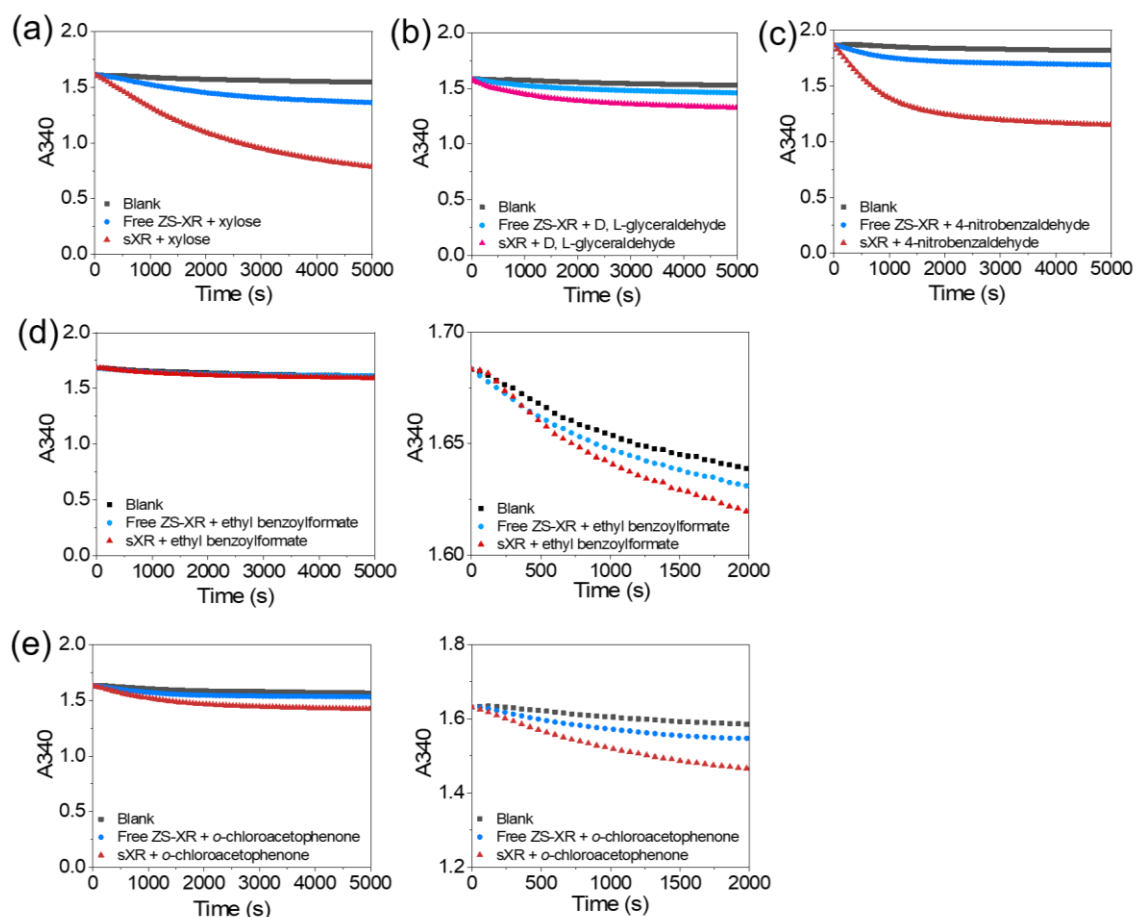 (a)
2.0
1.5
1.0
0.5
0.0
A340
Blank
Free ZS-XR + xylose
sXR + xylose
0 1000 2000 3000 4000 5000
Time (s)
(b)
2.0
1.5
1.0
0.5
0.0
A340
Blank
Free ZS-XR + D, L-glyceraldehyde
sXR + D, L-glyceraldehyde
0 1000 2000 3000 4000 5000
Time (s)
(c)
2.0
1.5
1.0
0.5
0.0
A340
Blank
Free ZS-XR + 4-nitrobenzaldehyde
sXR + 4-nitrobenzaldehyde
0 1000 2000 3000 4000 5000
Time (s)
(d)
2.0
1.5
1.0
0.5
0.0
A340
Blank
Free ZS-XR + ethyl benzoylformate
sXR + ethyl benzoylformate
0 1000 2000 3000 4000 5000
Time (s)
1.70
1.65
1.60
A340
Blank
Free ZS-XR + ethyl benzoylformate
sXR + ethyl benzoylformate
0 500 1000 1500 2000
Time (s)
(e)
2.0
1.5
1.0
0.5
0.0
A340
Blank
Free ZS-XR + o-chloroacetophenone
sXR + o-chloroacetophenone
0 1000 2000 3000 4000 5000
Time (s)
1.8
1.6
1.4
1.2
A340
Blank
Free ZS-XR + o-chloroacetophenone
sXR + o-chloroacetophenone
0 500 1000 1500 2000
Time (s)